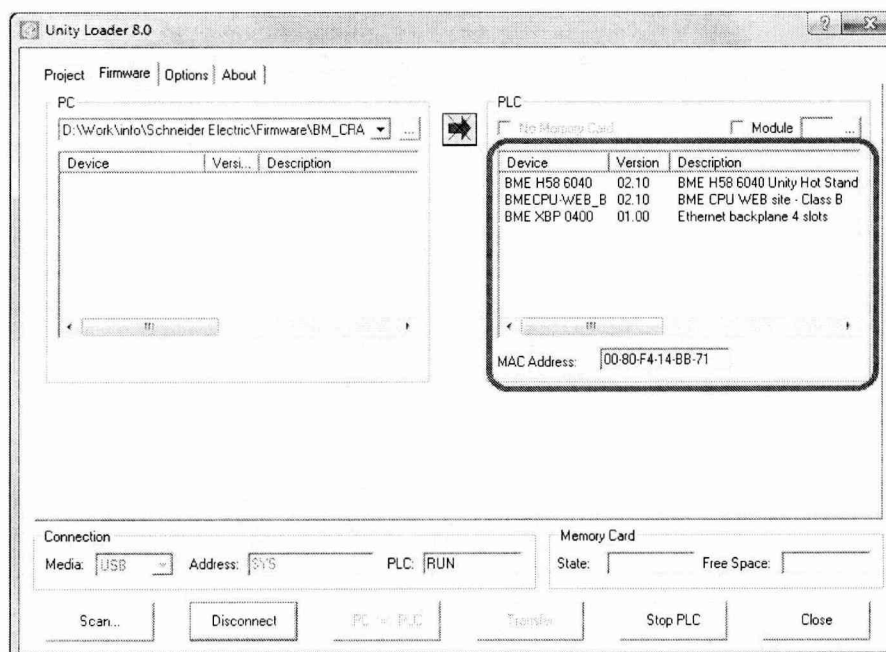 Unity Loader 8.0
Project Firmware Options About
PC
D:\Work\info\Schneider Electric\Firmware\BM_CRA ...
Device Versi... Description
PLC
No Memory Card Module ...
Device Version Description
BME H58 6040 02.10 BME H58 6040 Unity Hot Stand
BMECPU-WEB_B 02.10 BME CPU WEB site - Class B
BME XBP 0400 01.00 Ethernet backplane 4 slots
MAC Address: 00-80-F4-14-BB-71
Connection
Media: USB Address: SYS PLC: RUN
Memory Card
State: Free Space:
Scan... Disconnect PC <> PLC Transfer Stop PLC Close